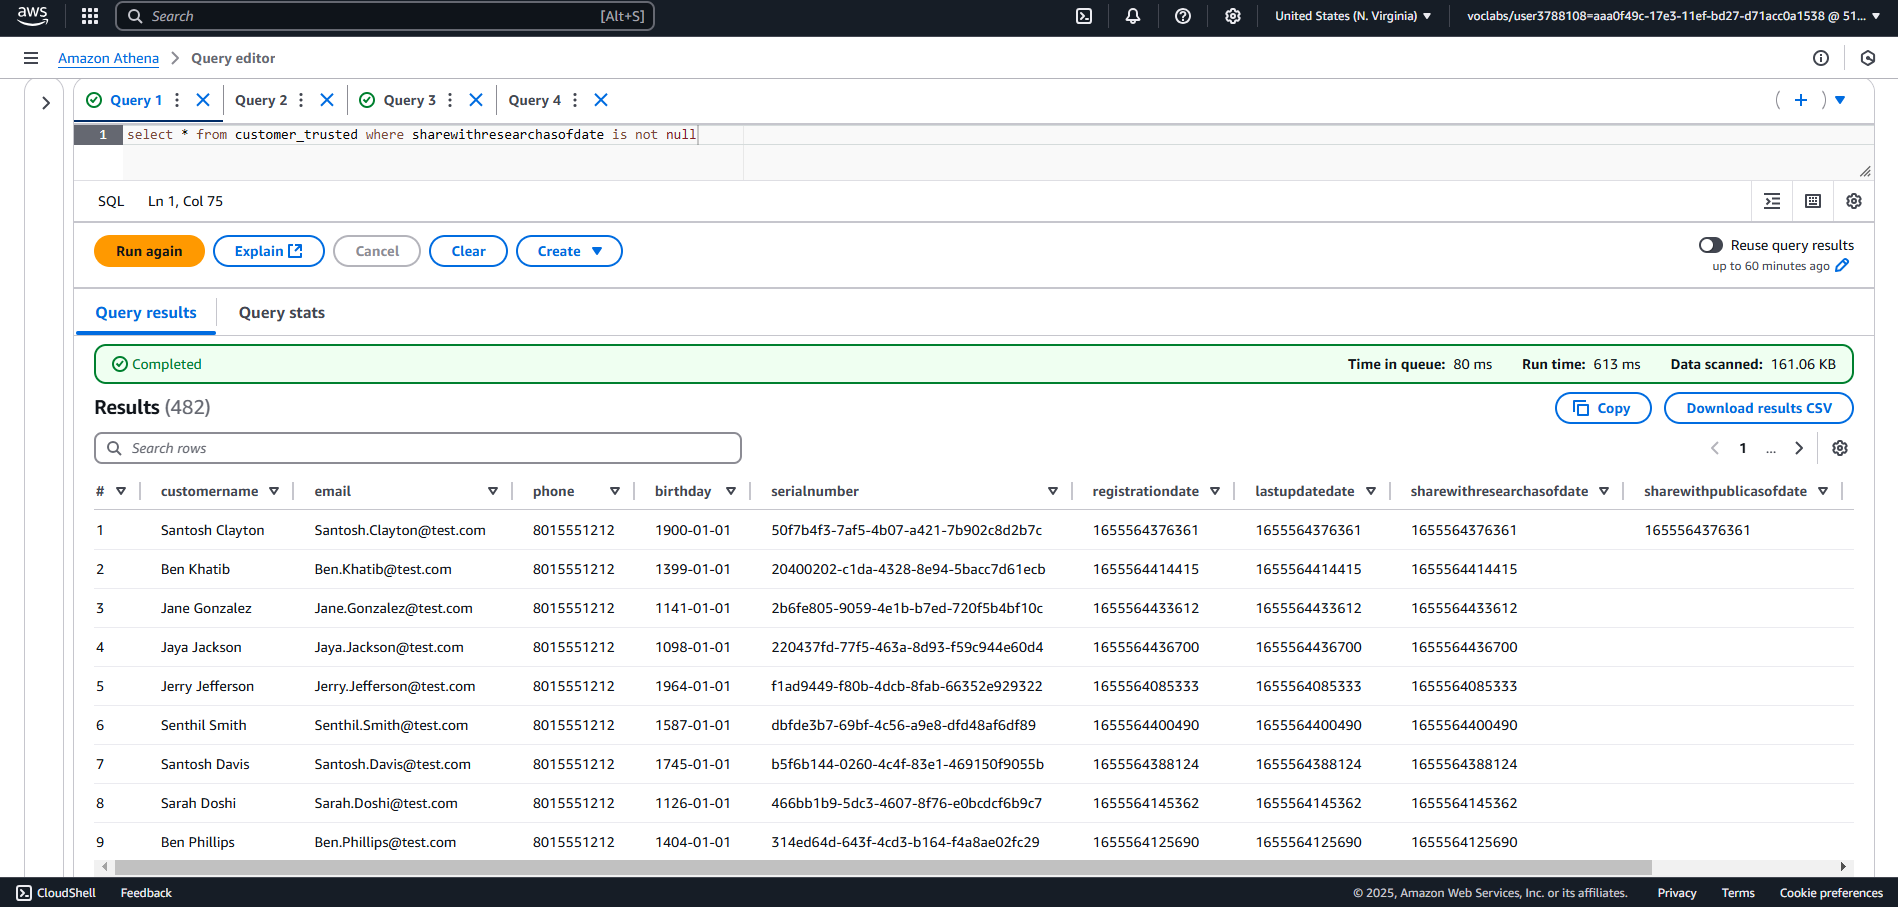 aws
Search [Alt+S]
United States (N. Virginia)
voclabs/user3788108=aaa0f49c-17e3-11ef-bd27-d71acc0a1538 @ 51...
Amazon Athena > Query editor
Query 1 Query 2 Query 3 Query 4
1 select * from customer_trusted where sharewithresearchasofdate is not null
SQL Ln 1, Col 75
Run again Explain Cancel Clear Create
Reuse query results
up to 60 minutes ago
Query results Query stats
Completed Time in queue: 80 ms Run time: 613 ms Data scanned: 161.06 KB
Results (482) Copy Download results CSV
Search rows 1 ...
# customername email phone birthday serialnumber registrationdate lastupdatedate sharewithresearchasofdate sharewithpublicasofdate
1 Santosh Clayton Santosh.Clayton@test.com 8015551212 1900-01-01 50f7b4f3-7af5-4b07-a421-7b902c8d2b7c 1655564376361 1655564376361 1655564376361 1655564376361
2 Ben Khatib Ben.Khatib@test.com 8015551212 1399-01-01 20400202-c1da-4328-8e94-5bacc7d61ecb 1655564414415 1655564414415 1655564414415
3 Jane Gonzalez Jane.Gonzalez@test.com 8015551212 1141-01-01 2b6fe805-9059-4e1b-b7ed-720f5b4bf10c 1655564433612 1655564433612 1655564433612
4 Jaya Jackson Jaya.Jackson@test.com 8015551212 1098-01-01 220437fd-77f5-463a-8d93-f59c944e60d4 1655564436700 1655564436700 1655564436700
5 Jerry Jefferson Jerry.Jefferson@test.com 8015551212 1964-01-01 f1ad9449-f80b-4dcb-8fab-66352e929322 1655564085333 1655564085333 1655564085333
6 Senthil Smith Senthil.Smith@test.com 8015551212 1587-01-01 dbfde3b7-69bf-4c56-a9e8-dfd48af6df89 1655564400490 1655564400490 1655564400490
7 Santosh Davis Santosh.Davis@test.com 8015551212 1745-01-01 b5f6b144-0260-4c4f-83e1-469150f9055b 1655564388124 1655564388124 1655564388124
8 Sarah Doshi Sarah.Doshi@test.com 8015551212 1126-01-01 466bb1b9-5dc3-4607-8f76-e0bcdcf6b9c7 1655564145362 1655564145362 1655564145362
9 Ben Phillips Ben.Phillips@test.com 8015551212 1404-01-01 314ed64d-643f-4cd3-b164-f4a8ae02fc29 1655564125690 1655564125690 1655564125690
CloudShell Feedback © 2025, Amazon Web Services, Inc. or its affiliates. Privacy Terms Cookie preferences